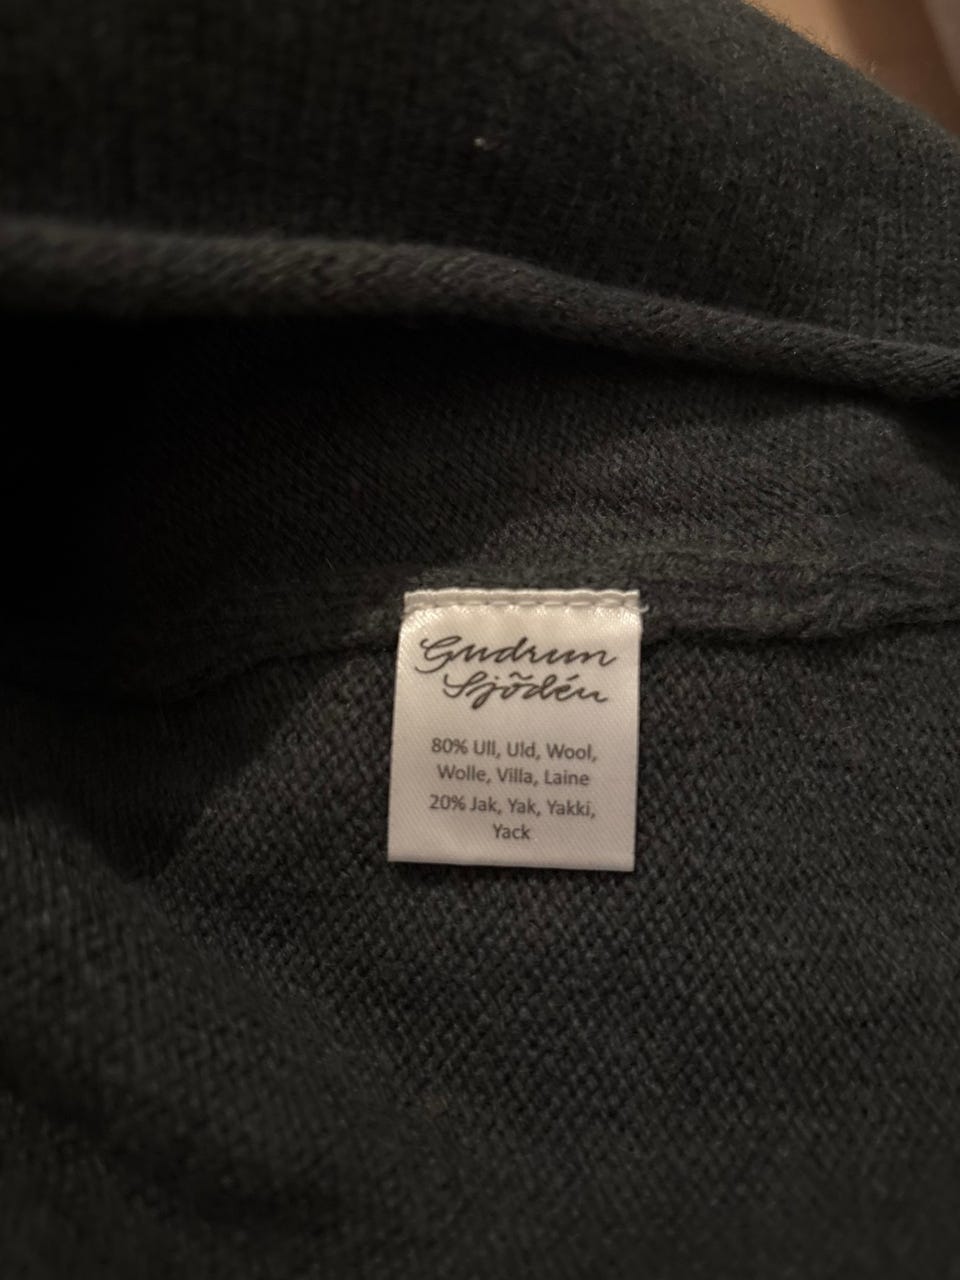 Gudrun
Sjödén
80% Ull, Uld, Wool,
Wolle, Villa, Laine
20% Jak, Yak, Yakki,
Yack